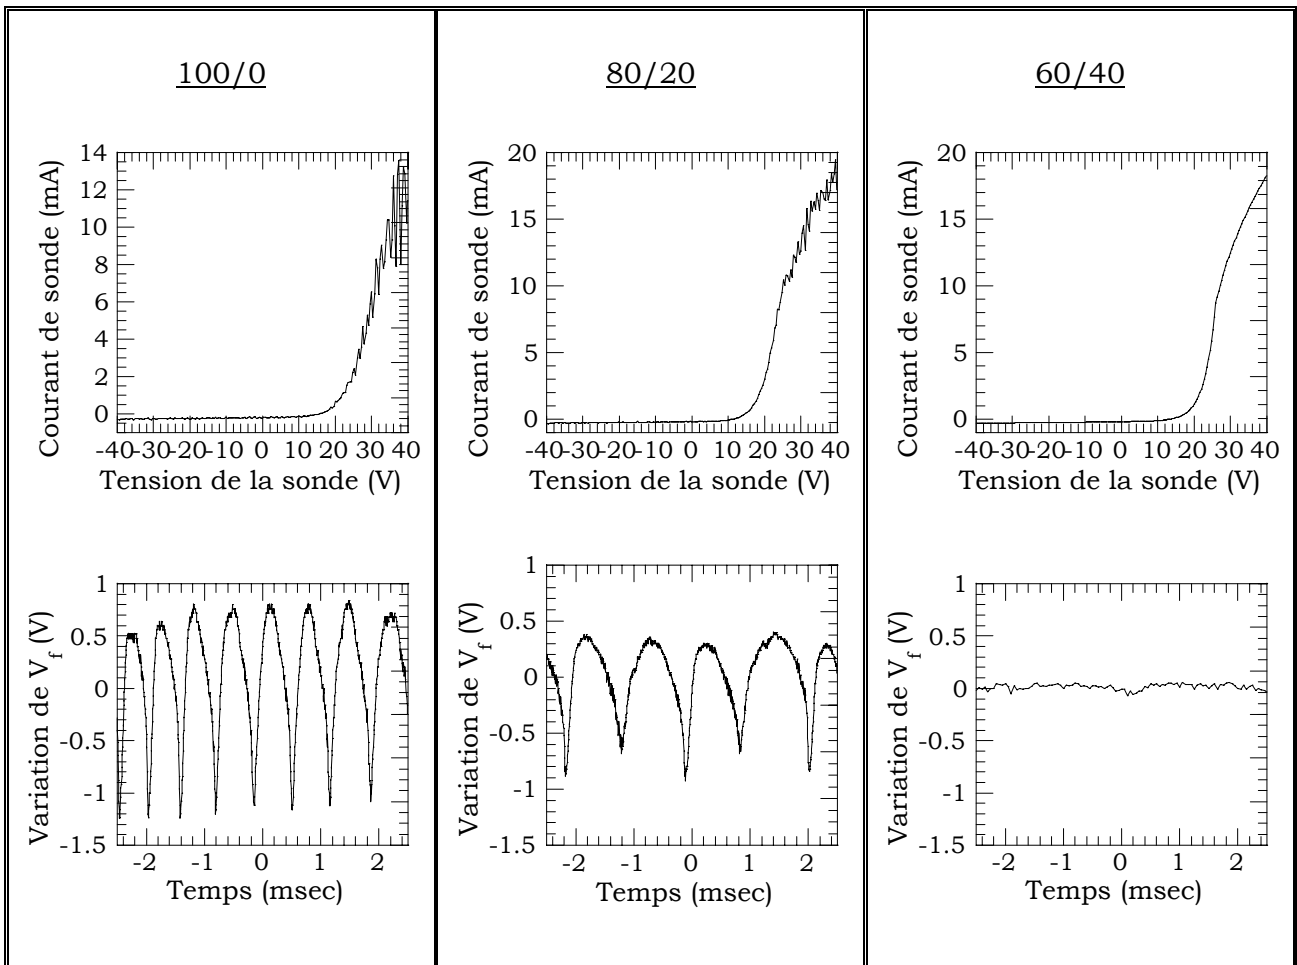 100/0
80/20
60/40
Courant de sonde (mA)
14
12
10
8
6
4
2
0
-40-30-20-10 0 10 20 30 40
Tension de la sonde (V)
Courant de sonde (mA)
20
15
10
5
0
-40-30-20-10 0 10 20 30 40
Tension de la sonde (V)
Courant de sonde (mA)
20
15
10
5
0
-40-30-20-10 0 10 20 30 40
Tension de la sonde (V)
Variation de Vf (V)
1
0.5
0
-0.5
-1
-1.5
-2 -1 0 1 2
Temps (msec)
Variation de Vf (V)
1
0.5
0
-0.5
-1
-1.5
-2 -1 0 1 2
Temps (msec)
Variation de Vf (V)
1
0.5
0
-0.5
-1
-1.5
-2 -1 0 1 2
Temps (msec)